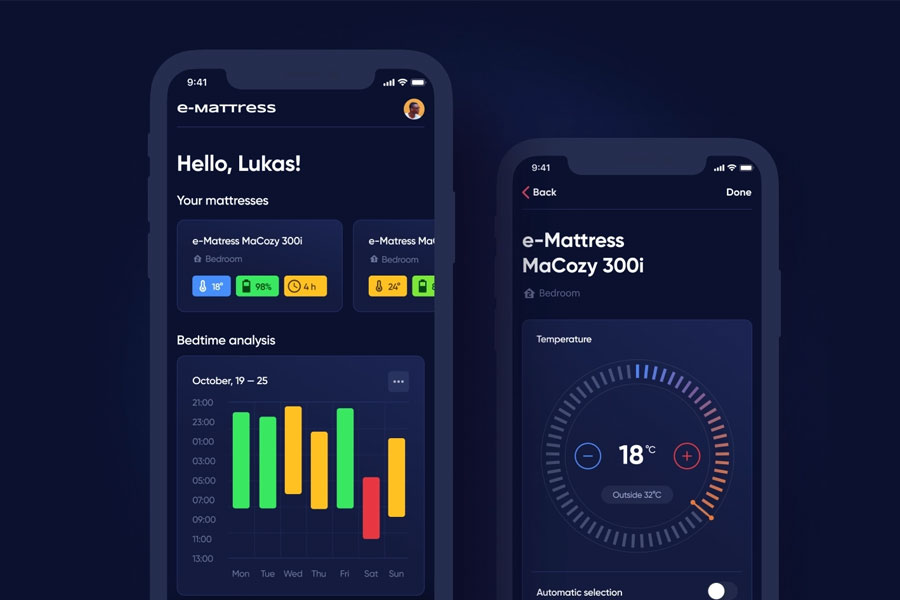 9:41
e-MaTTRess
Hello, Lukas!
Your mattresses
e-Matress MaCozy 300i
Bedroom
18°
98%
4 h
e-Matress Ma
Bedroom
24°
Bedtime analysis
October, 19 – 25
21:00
23:00
01:00
03:00
05:00
07:00
09:00
11:00
13:00
Mon Tue Wed Thu Fri Sat Sun
9:41
Back
Done
e-Mattress
MaCozy 300i
Bedroom
Temperature
18 °C
Outside 32°C
Automatic selection